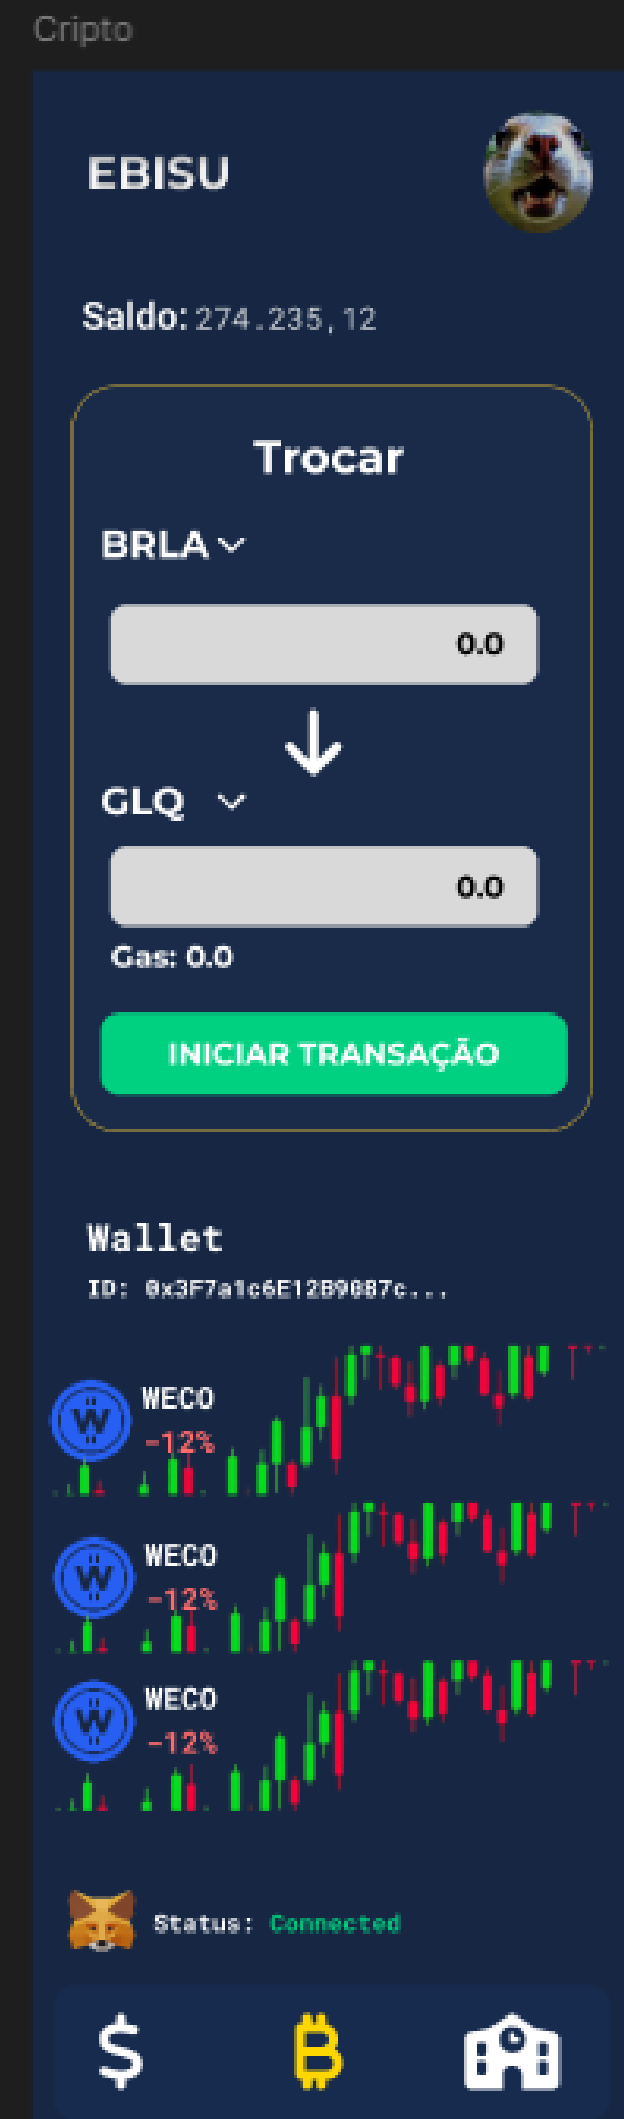 Cripto
EBISU
Saldo: 274.235,12
Trocar
BRLA
0.0
GLQ
0.0
Gas: 0.0
INICIAR TRANSAÇÃO
Wallet
ID: 0x3F7a1c6E12B9087c...
WECO
-12%
WECO
-12%
WECO
-12%
Status: Connected